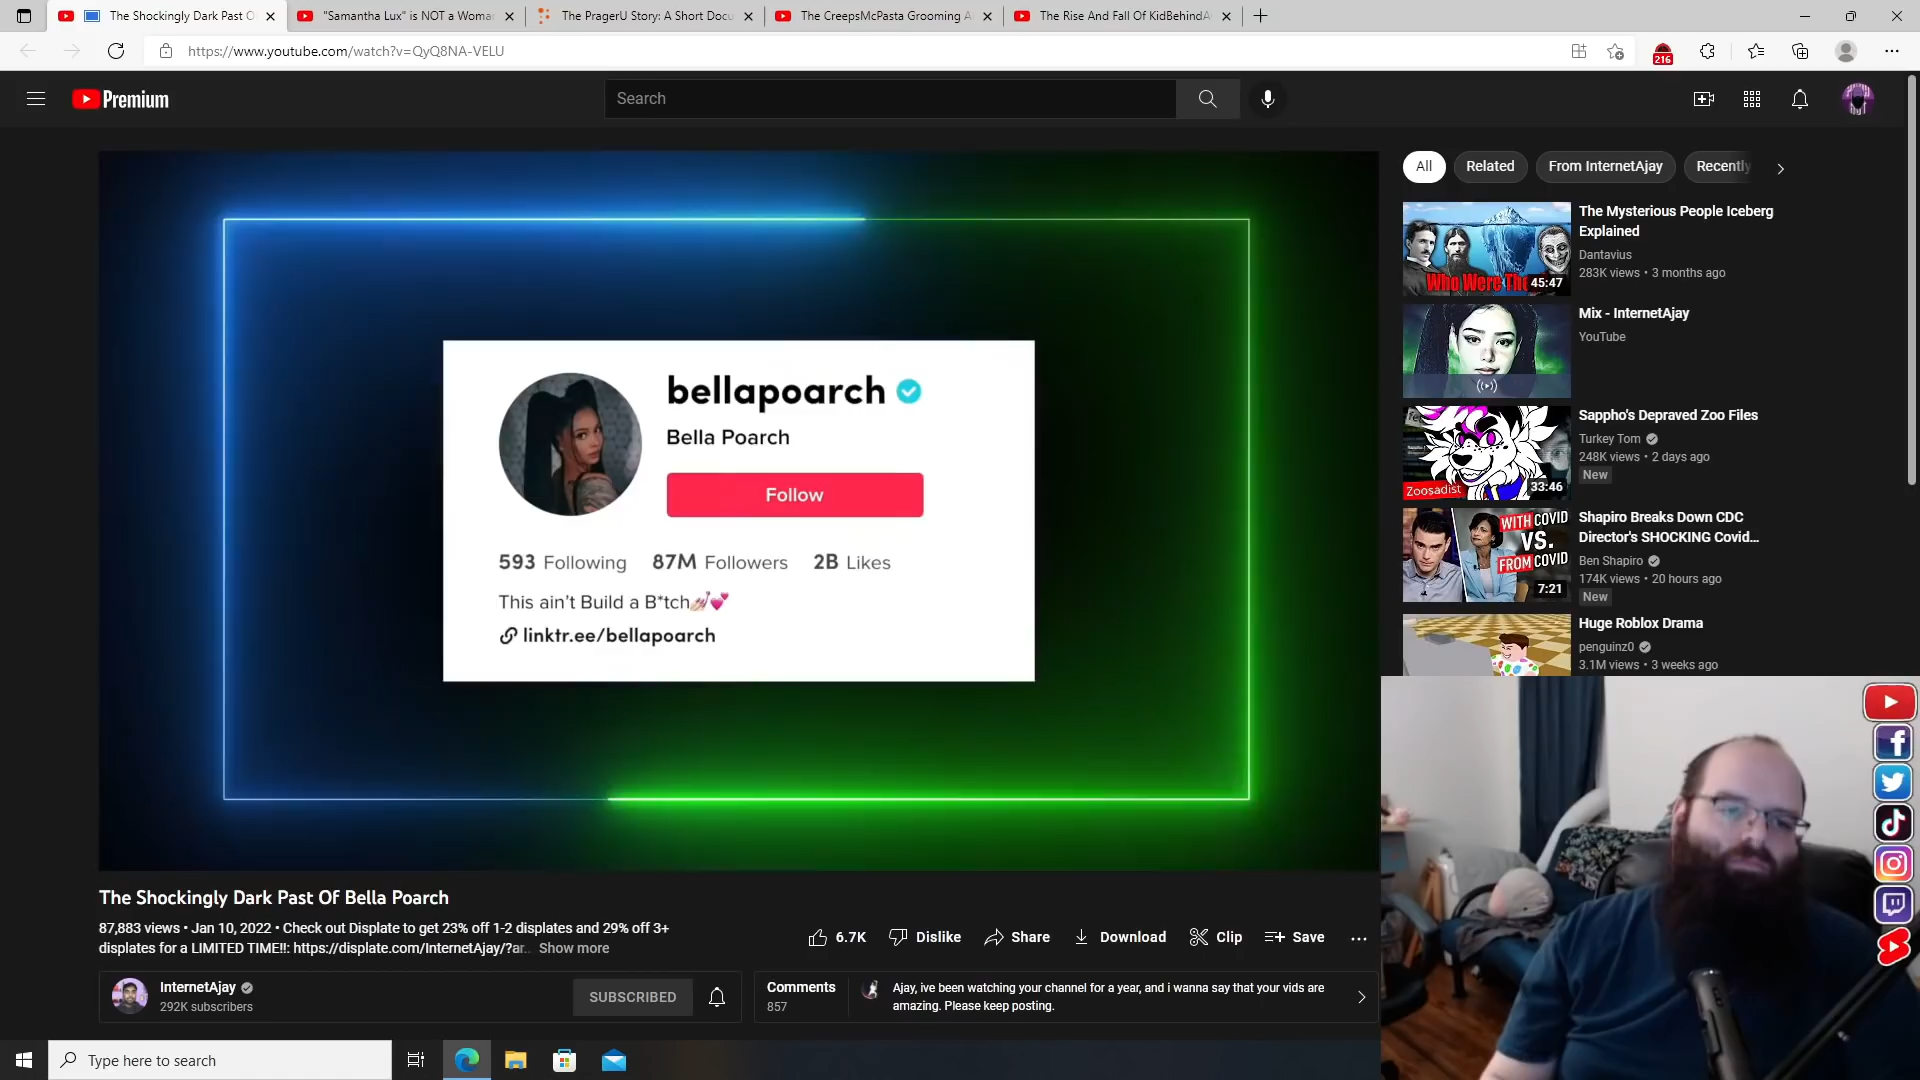 The Shockingly Dark Past O
"Samantha Lux" is NOT a Woma
The PragerU Story: A Short Docu
The CreepsMcPasta Grooming A
The Rise And Fall Of KidBehindA
https://www.youtube.com/watch?v=QyQ8NA-VELU
216
Premium
Search
All
Related
From InternetAjay
Recently
bellapoarch
Bella Poarch
Follow
593 Following 87M Followers 2B Likes
This ain't Build a B*tch💅🏻💕
linktr.ee/bellapoarch
The Mysterious People Iceberg
Explained
Dantavius
283K views • 3 months ago
45:47
Mix - InternetAjay
YouTube
Sappho's Depraved Zoo Files
Turkey Tom
248K views • 2 days ago
New
Zoosadist
33:46
WITH COVID
VS.
FROM COVID
7:21
Shapiro Breaks Down CDC
Director's SHOCKING Covid...
Ben Shapiro
174K views • 20 hours ago
New
Huge Roblox Drama
penguinz0
3.1M views • 3 weeks ago
The Shockingly Dark Past Of Bella Poarch
87,883 views • Jan 10, 2022 • Check out Displate to get 23% off 1-2 displates and 29% off 3+
displates for a LIMITED TIME!!: https://displate.com/InternetAjay/?ar... Show more
6.7K
Dislike
Share
Download
Clip
Save
InternetAjay
292K subscribers
SUBSCRIBED
Comments
857
Ajay, ive been watching your channel for a year, and i wanna say that your vids are
amazing. Please keep posting.
Type here to search